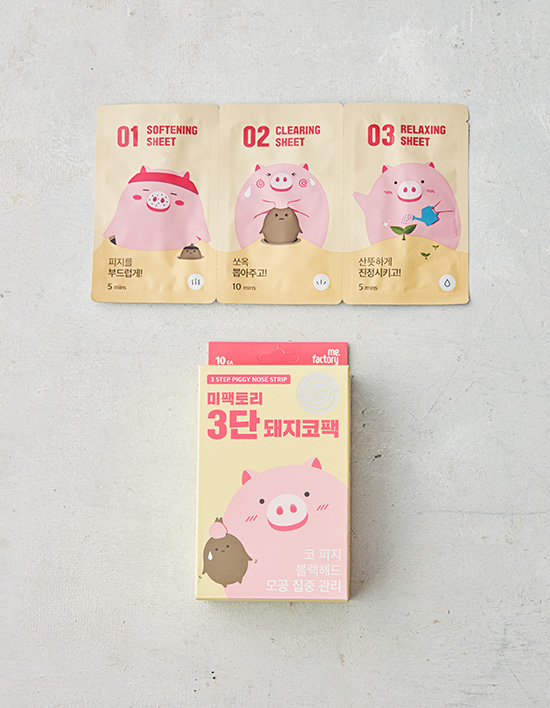 01 SOFTENING
SHEET
피지를
부드럽게!
5 mins
02 CLEARING
SHEET
쏘옥
뽑아주고!
10 mins
03 RELAXING
SHEET
산뜻하게
진정시키고!
5 mins
10 EA
me.
factory
3 STEP PIGGY NOSE STRIP
미팩토리
3단 돼지코팩
코 피지
블랙헤드
모공 집중 관리